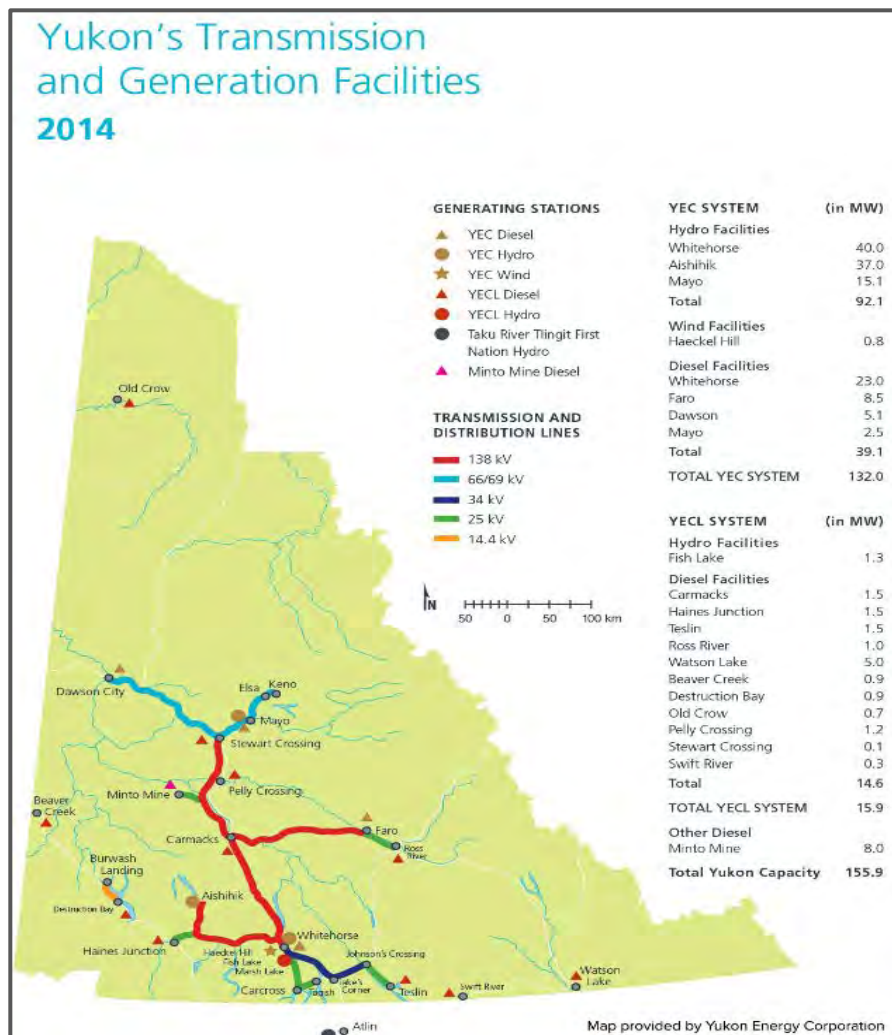 Yukon's Transmission
and Generation Facilities
2014
GENERATING STATIONS
YEC Diesel
YEC Hydro
YEC Wind
YECL Diesel
YECL Hydro
Taku River Tlingit First
Nation Hydro
Minto Mine Diesel
TRANSMISSION AND
DISTRIBUTION LINES
138 kV
66/69 kV
34 kV
25 kV
14.4 kV
N
50 0 50 100 km
YEC SYSTEM (in MW)
Hydro Facilities
Whitehorse 40.0
Aishihik 37.0
Mayo 15.1
Total 92.1
Wind Facilities
Haeckel Hill 0.8
Diesel Facilities
Whitehorse 23.0
Faro 8.5
Dawson 5.1
Mayo 2.5
Total 39.1
TOTAL YEC SYSTEM 132.0
YECL SYSTEM (in MW)
Hydro Facilities
Fish Lake 1.3
Diesel Facilities
Carmacks 1.5
Haines Junction 1.5
Teslin 1.5
Ross River 1.0
Watson Lake 5.0
Beaver Creek 0.9
Destruction Bay 0.9
Old Crow 0.7
Pelly Crossing 1.2
Stewart Crossing 0.1
Swift River 0.3
Total 14.6
TOTAL YECL SYSTEM 15.9
Other Diesel
Minto Mine 8.0
Total Yukon Capacity 155.9
Old Crow
Dawson City
Elsa
Keno
Mayo
Stewart Crossing
Pelly Crossing
Minto Mine
Beaver
Creek
Carmacks
Faro
Ross
River
Burwash
Landing
Aishihik
Destruction Bay
Whitehorse
Haines Junction
Haeckel Hill
Fish Lake
Marsh Lake
Johnson's Crossing
Jake's
Corner
Carcross
Tagish
Teslin
Swift River
Watson
Lake
Atlin
Map provided by Yukon Energy Corporation